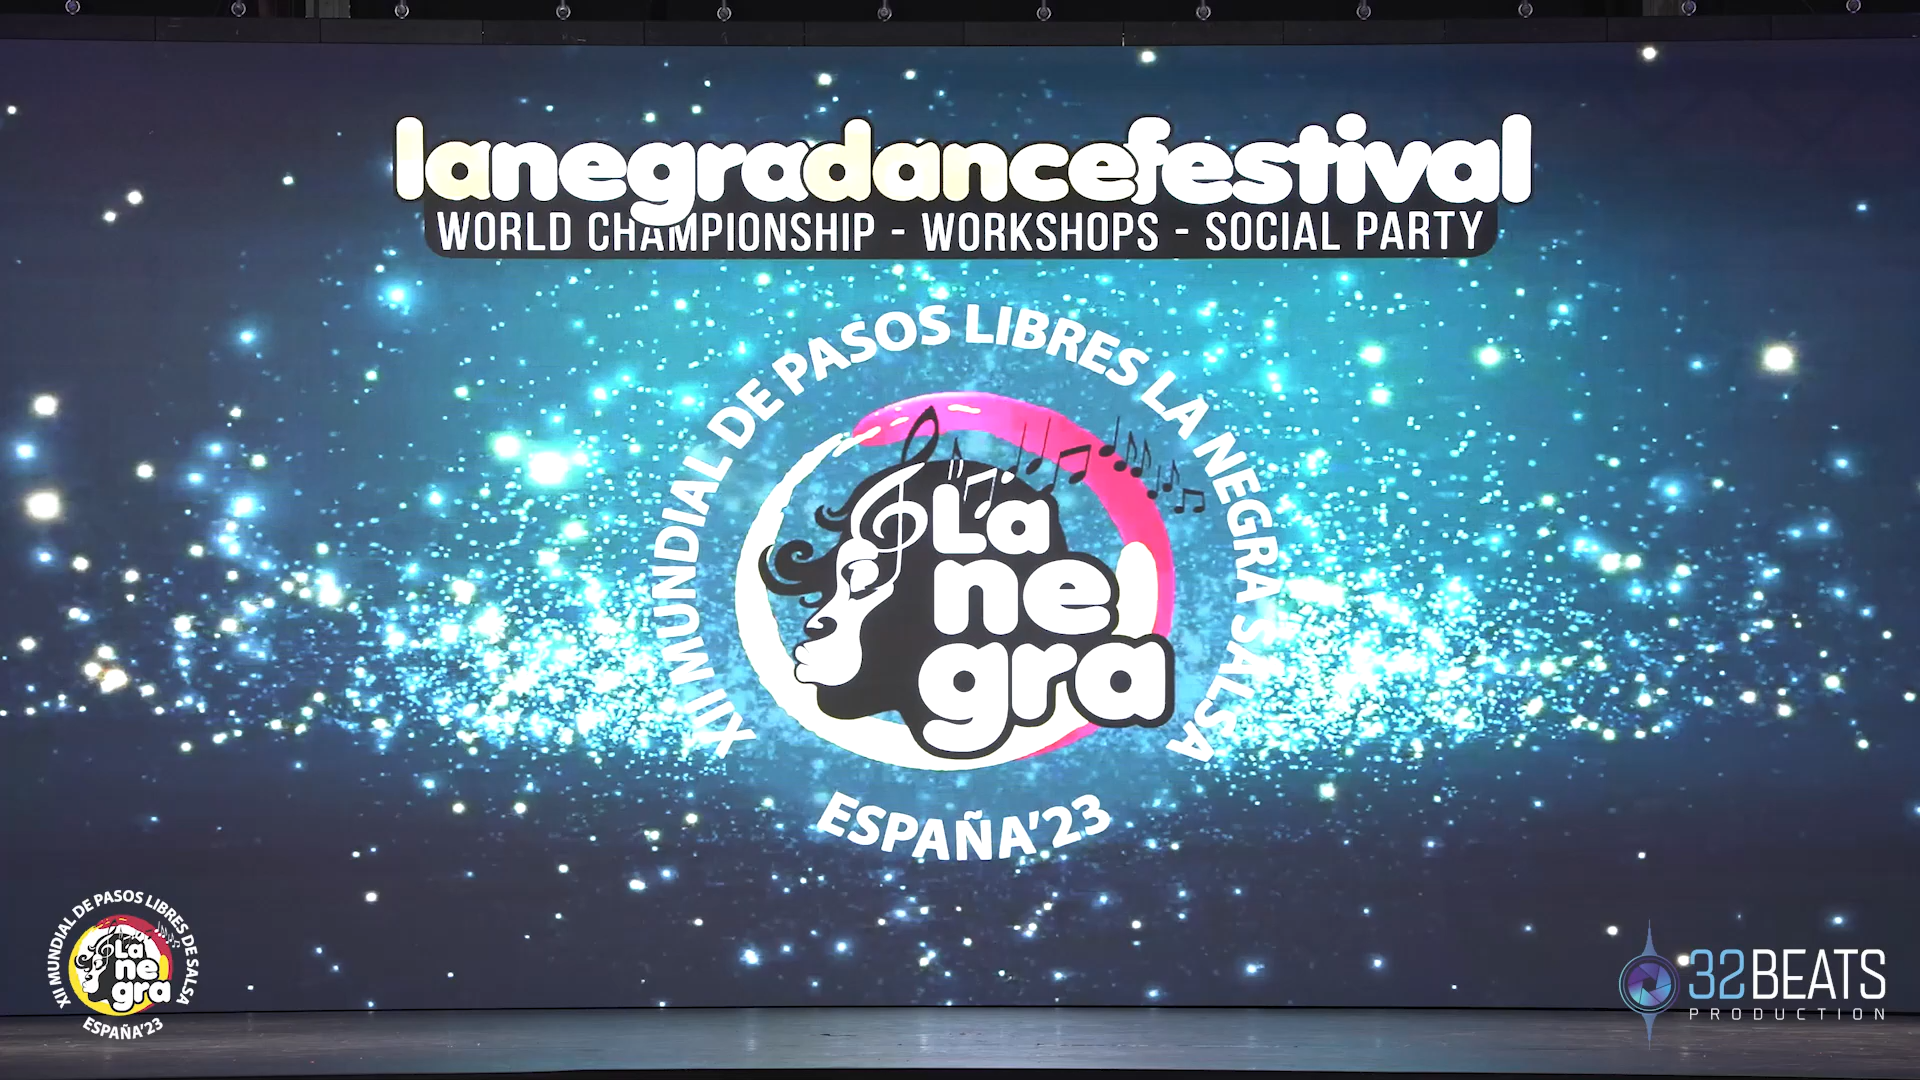 lanegradancefestival
WORLD CHAMPIONSHIP - WORKSHOPS - SOCIAL PARTY
XII MUNDIAL DE PASOS LIBRES LA NEGRA SALSA
La
ne
gra
ESPAÑA'23
XII MUNDIAL DE PASOS LIBRES DE SALSA
La
ne
gra
ESPAÑA'23
32BEATS
PRODUCTION